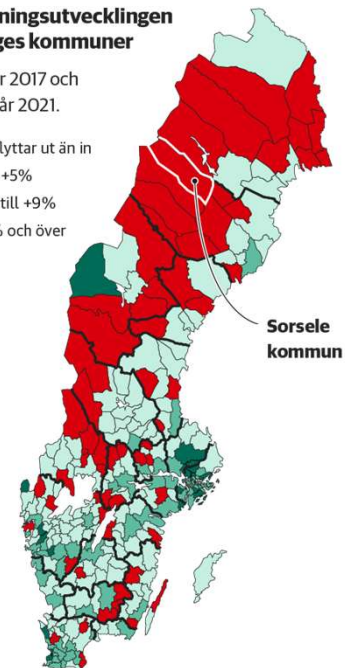 ningsutvecklingen
ges kommuner
r 2017 och
år 2021.
lyttar ut än in
+5%
till +9%
% och över
Sorsele
kommun